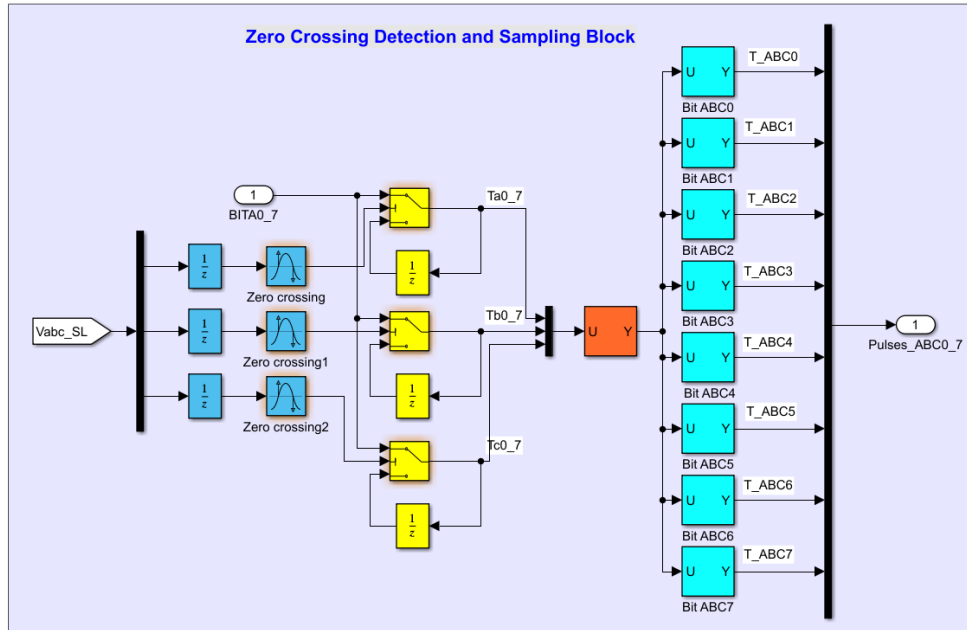 Zero Crossing Detection and Sampling Block
1
BITA0_7
Vabc_SL
1
z
Zero crossing
1
z
Zero crossing1
1
z
Zero crossing2
Ta0_7
1
z
Tb0_7
1
z
Tc0_7
1
z
U Y
U Y
Bit ABC0
T_ABC0
U Y
Bit ABC1
T_ABC1
U Y
Bit ABC2
T_ABC2
U Y
Bit ABC3
T_ABC3
U Y
Bit ABC4
T_ABC4
U Y
Bit ABC5
T_ABC5
U Y
Bit ABC6
T_ABC6
U Y
Bit ABC7
T_ABC7
1
Pulses_ABC0_7